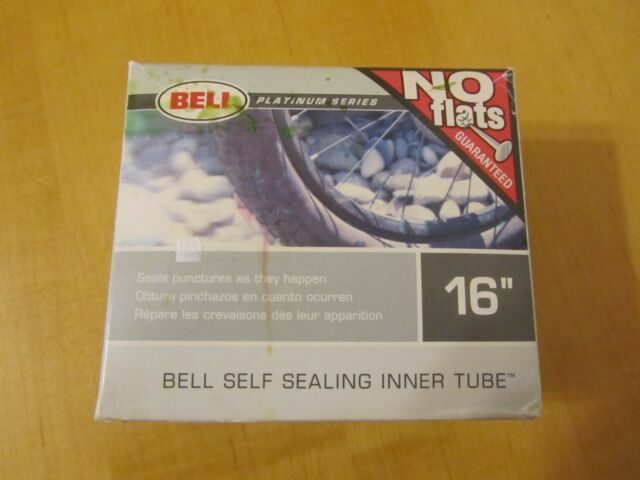 BELL
PLATINUM SERIES
NO
flats
GUARANTEED
Seals punctures as they happen
Obtura pinchazos en cuanto ocurren
Répare les crevaisons dès leur apparition
16"
BELL SELF SEALING INNER TUBE™